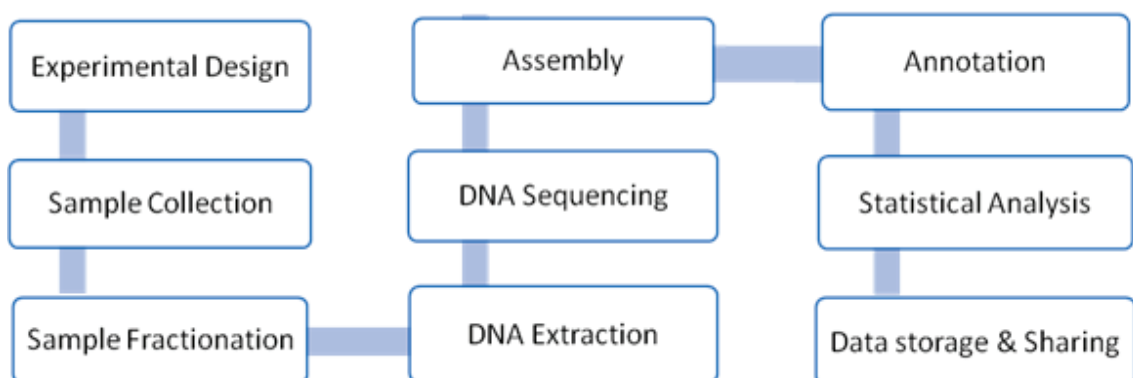 Experimental Design
Sample Collection
Sample Fractionation
DNA Extraction
DNA Sequencing
Assembly
Annotation
Statistical Analysis
Data storage & Sharing